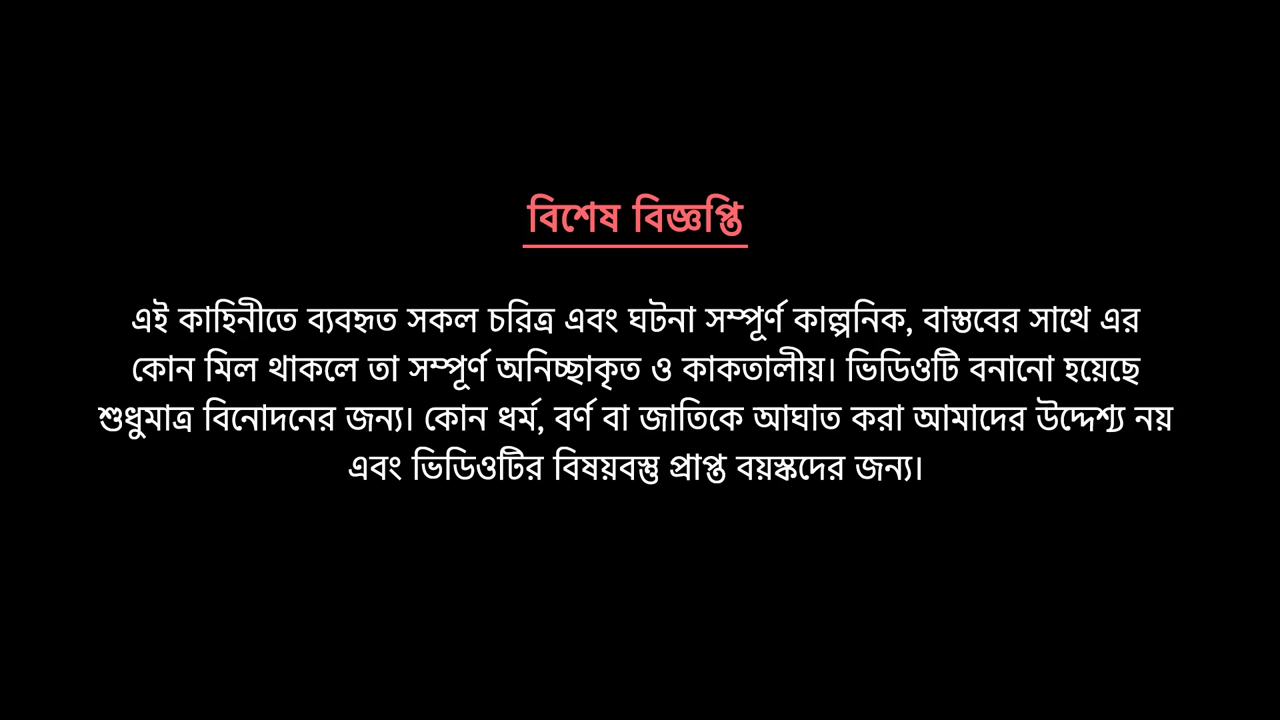 বিশেষ বিজ্ঞপ্তি
এই কাহিনীতে ব্যবহৃত সকল চরিত্র এবং ঘটনা সম্পূর্ণ কাল্পনিক, বাস্তবের সাথে এর
কোন মিল থাকলে তা সম্পূর্ণ অনিচ্ছাকৃত ও কাকতালীয়। ভিডিওটি বনানো হয়েছে
শুধুমাত্র বিনোদনের জন্য। কোন ধর্ম, বর্ণ বা জাতিকে আঘাত করা আমাদের উদ্দেশ্য নয়
এবং ভিডিওটির বিষয়বস্তু প্রাপ্ত বয়স্কদের জন্য।